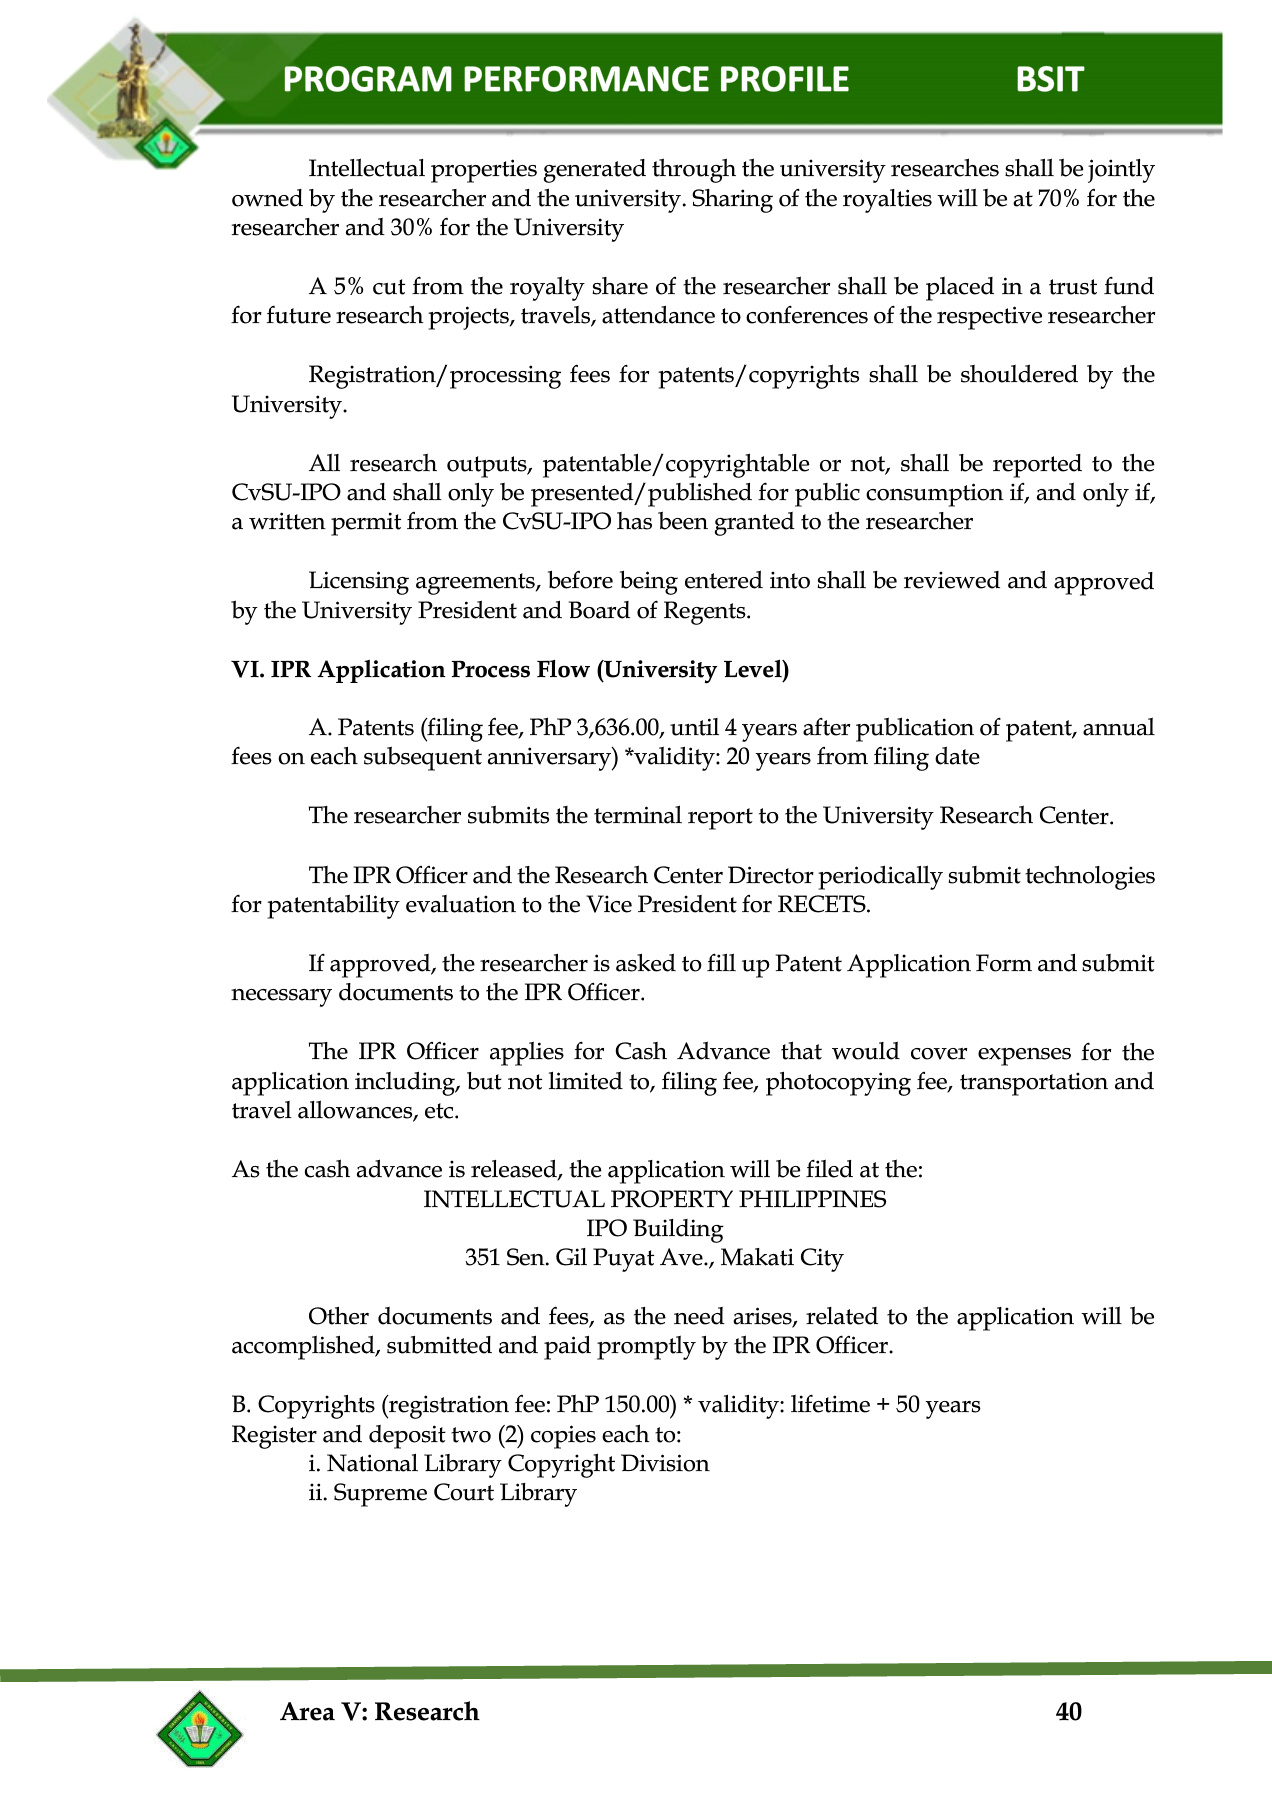 PROGRAM PERFORMANCE PROFILE BSIT
Intellectual properties generated through the university researches shall be jointly
owned by the researcher and the university. Sharing of the royalties will be at 70% for the
researcher and 30% for the University
A 5% cut from the royalty share of the researcher shall be placed in a trust fund
for future research projects, travels, attendance to conferences of the respective researcher
Registration/processing fees for patents/copyrights shall be shouldered by the
University.
All research outputs, patentable/copyrightable or not, shall be reported to the
CvSU-IPO and shall only be presented/published for public consumption if, and only if,
a written permit from the CvSU-IPO has been granted to the researcher
Licensing agreements, before being entered into shall be reviewed and approved
by the University President and Board of Regents.
VI. IPR Application Process Flow (University Level)
A. Patents (filing fee, PhP 3,636.00, until 4 years after publication of patent, annual
fees on each subsequent anniversary) *validity: 20 years from filing date
The researcher submits the terminal report to the University Research Center.
The IPR Officer and the Research Center Director periodically submit technologies
for patentability evaluation to the Vice President for RECETS.
If approved, the researcher is asked to fill up Patent Application Form and submit
necessary documents to the IPR Officer.
The IPR Officer applies for Cash Advance that would cover expenses for the
application including, but not limited to, filing fee, photocopying fee, transportation and
travel allowances, etc.
As the cash advance is released, the application will be filed at the:
INTELLECTUAL PROPERTY PHILIPPINES
IPO Building
351 Sen. Gil Puyat Ave., Makati City
Other documents and fees, as the need arises, related to the application will be
accomplished, submitted and paid promptly by the IPR Officer.
B. Copyrights (registration fee: PhP 150.00) * validity: lifetime + 50 years
Register and deposit two (2) copies each to:
i. National Library Copyright Division
ii. Supreme Court Library
Area V: Research 40